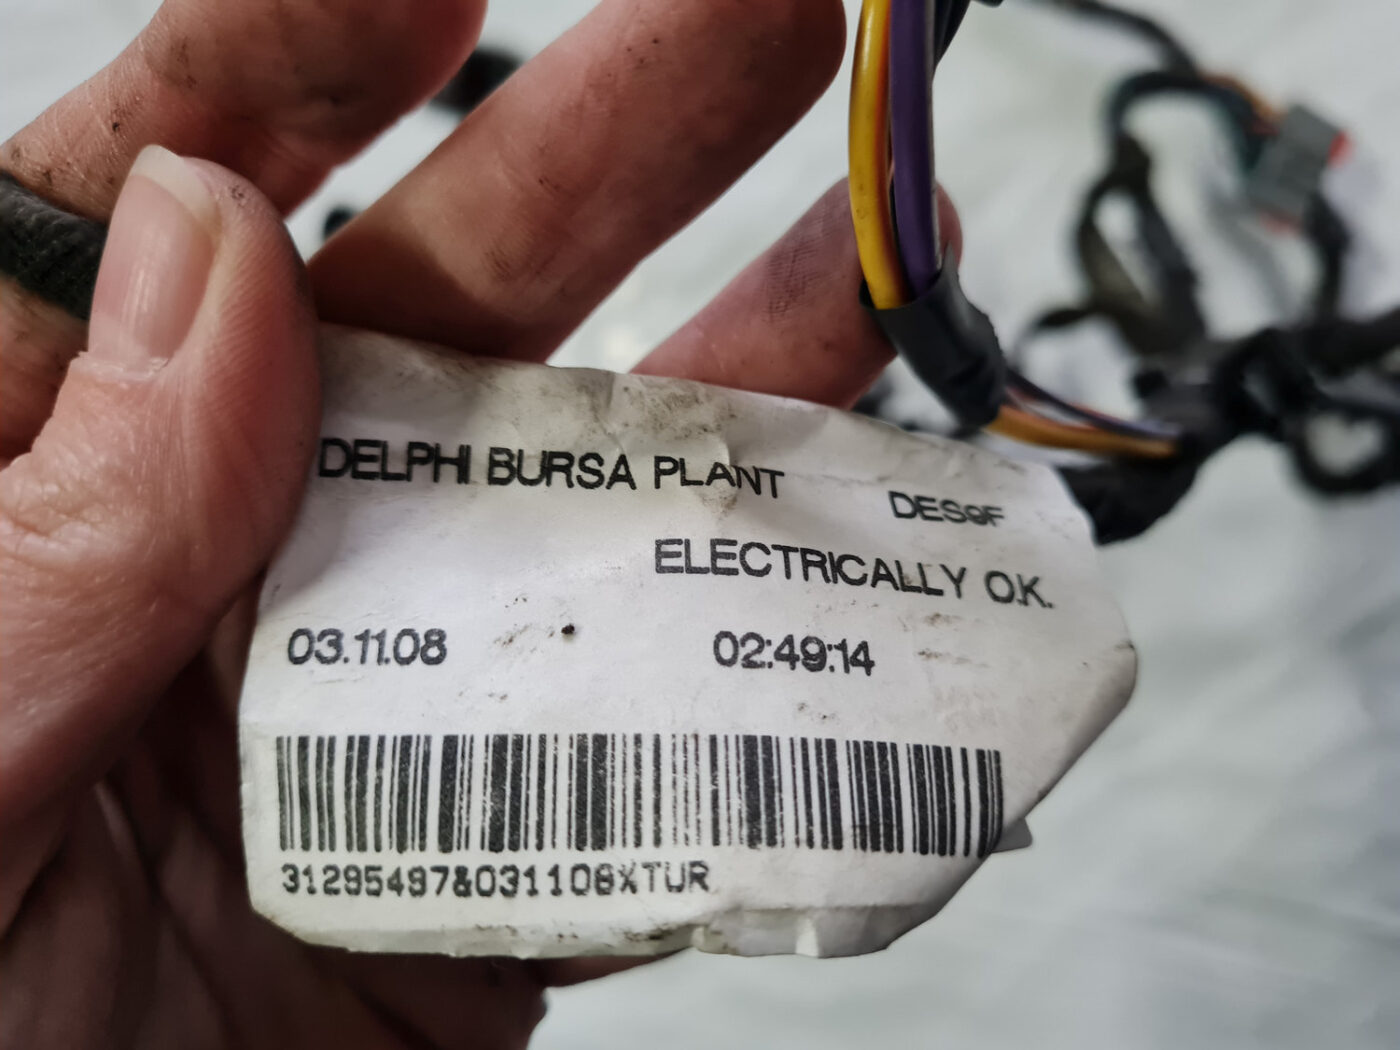 DELPHI BURSA PLANT DES9F
ELECTRICALLY O.K.
03.11.08 02:49:14
31295497&031108XTUR